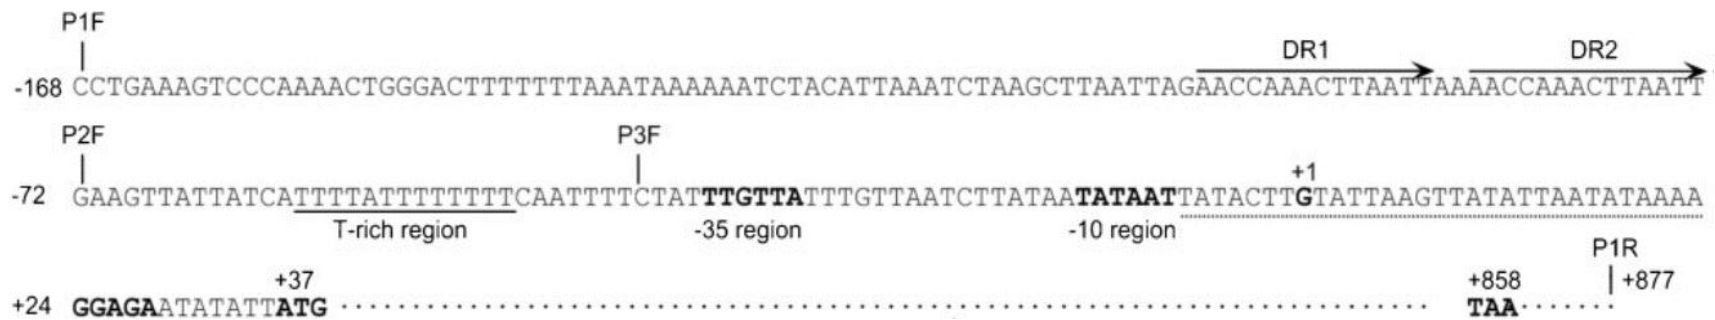 P1F
DR1 DR2
-168 CCTGAAAGTCCCAAAACTGGGACTTTTTTTAAATAAAAAATCTACATTAAATCTAAGCTTAATTAGAACCAAACTTAATTAAAACCAAACTTAATT
P2F P3F
+1
-72 GAAGTTATTATCATTTTATTTTTTTTCAATTTTCTATTTGTTATTTGTTAATCTTATAATATAATTATACTTGTATTAAGTTATATTAATATAAAA
T-rich region -35 region -10 region
P1R
+37 +858 +877
+24 GGAGAATATATTATG TAA